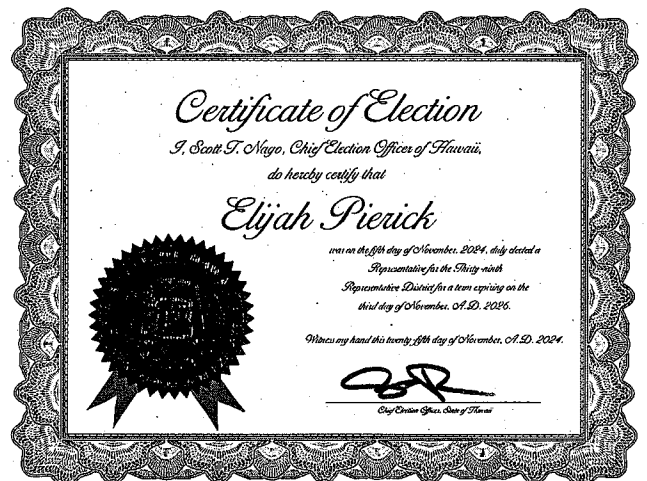 Certificate of Election
I, Scott T. Nago, Chief Election Officer of Hawaii,
do hereby certify that
Elijah Pierick
was on the fifth day of November, 2024, duly elected a
Representative for the Thirty-ninth
Representative District for a term expiring on the
third day of November, A.D. 2026.
Witness my hand this twenty-fifth day of November, A.D. 2024.
Chief Election Officer, State of Hawaii